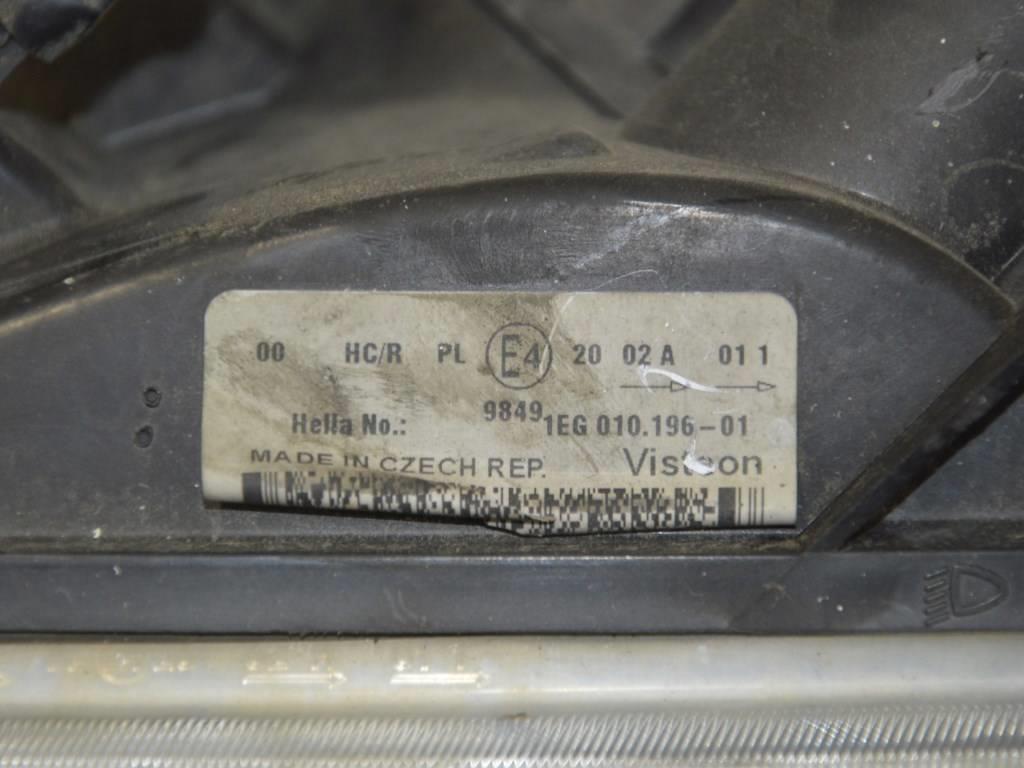 00 HC/R PL E4 20 02 A 01 1
9849
Hella No.: 1EG 010.196-01
MADE IN CZECH REP. Visteon